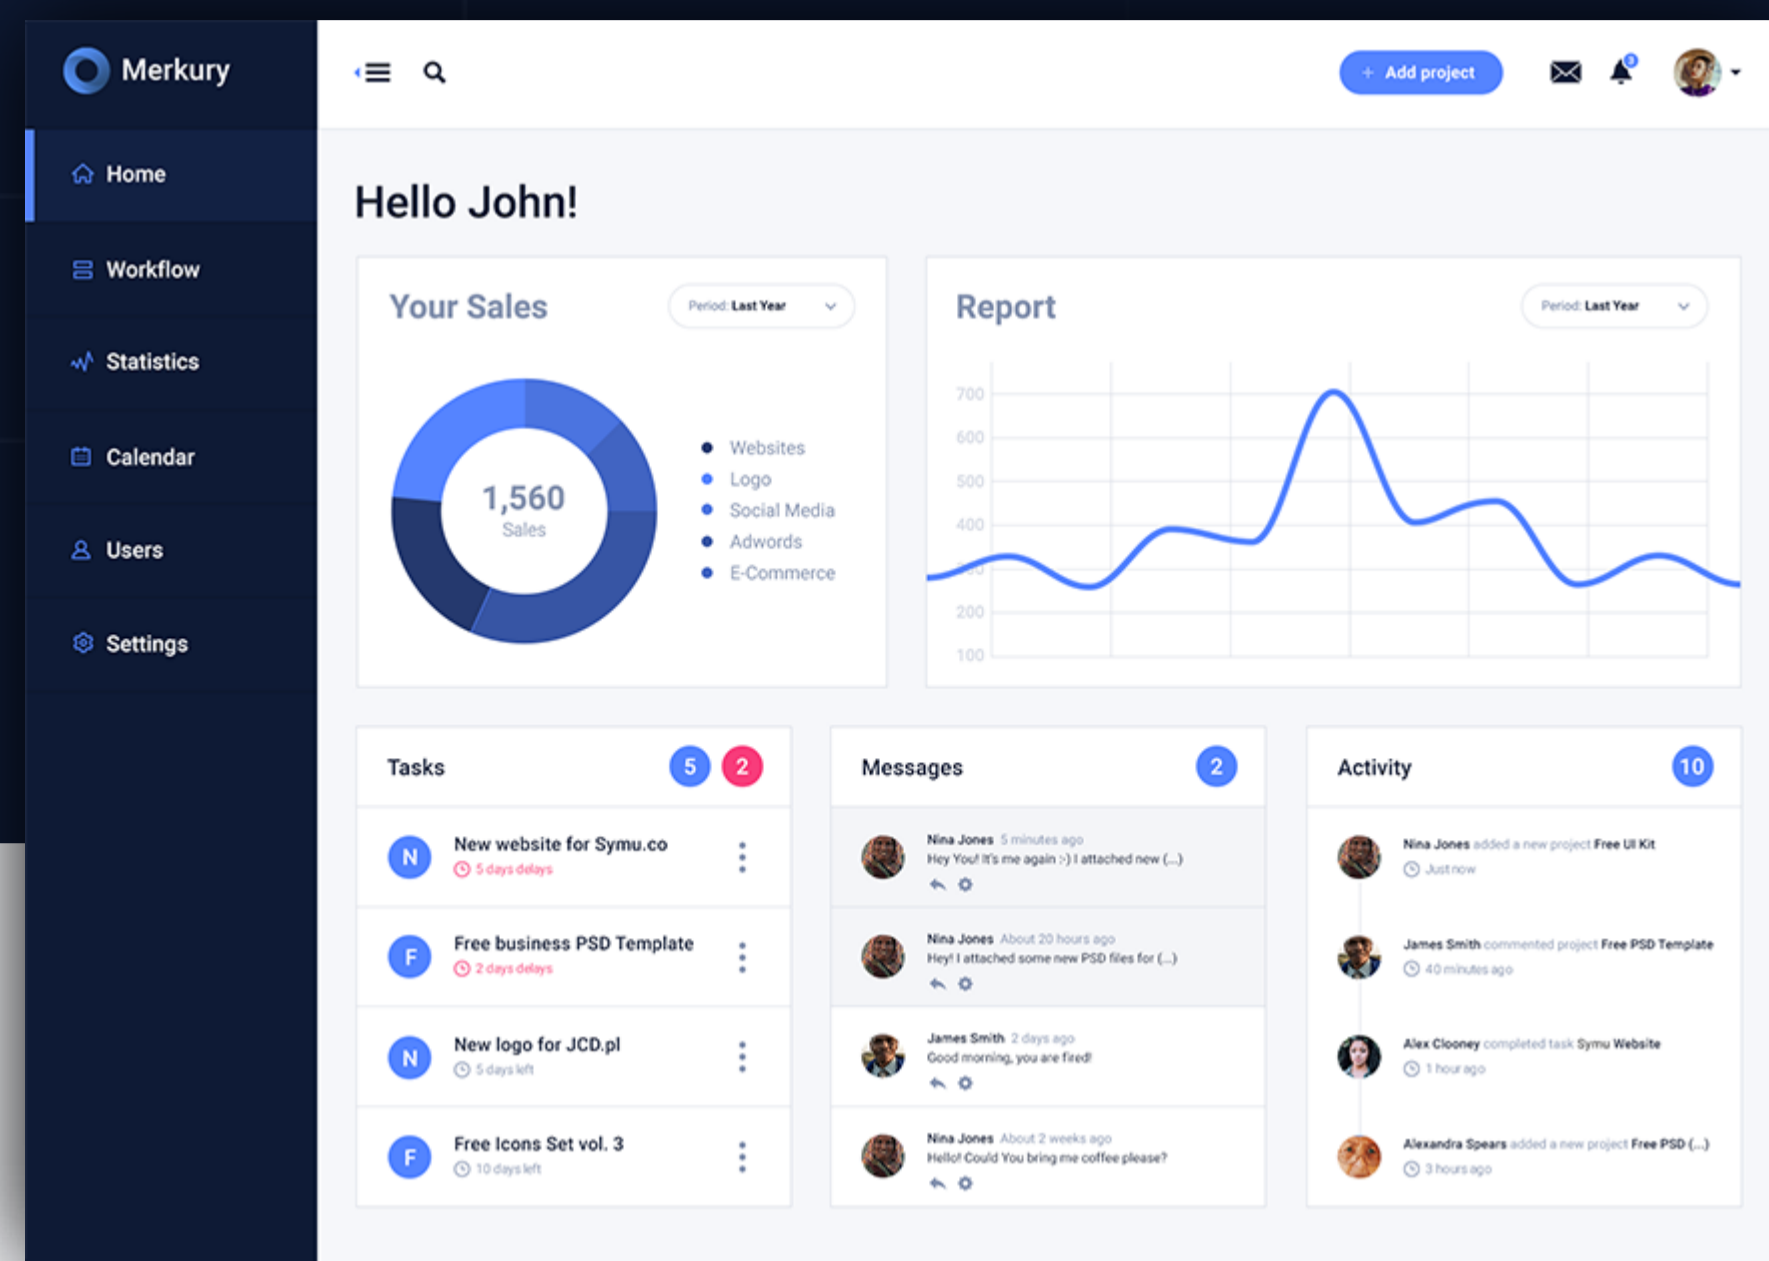 Merkury
Add project
3
Home
Workflow
Statistics
Calendar
Users
Settings
Hello John!
Your Sales
Period: Last Year
1,560
Sales
Websites
Logo
Social Media
Adwords
E-Commerce
Report
Period: Last Year
700
600
500
400
300
200
100
Tasks
5
2
N
New website for Symu.co
5 days delays
F
Free business PSD Template
2 days delays
N
New logo for JCD.pl
5 days left
F
Free Icons Set vol. 3
10 days left
Messages
2
Nina Jones 5 minutes ago
Hey You! It's me again :-) I attached new (...)
Nina Jones About 20 hours ago
Hey! I attached some new PSD files for (...)
James Smith 2 days ago
Good morning, you are fired!
Nina Jones About 2 weeks ago
Hello! Could You bring me coffee please?
Activity
10
Nina Jones added a new project Free UI Kit
Just now
James Smith commented project Free PSD Template
40 minutes ago
Alex Clooney completed task Symu Website
1 hour ago
Alexandra Spears added a new project Free PSD (...)
3 hours ago